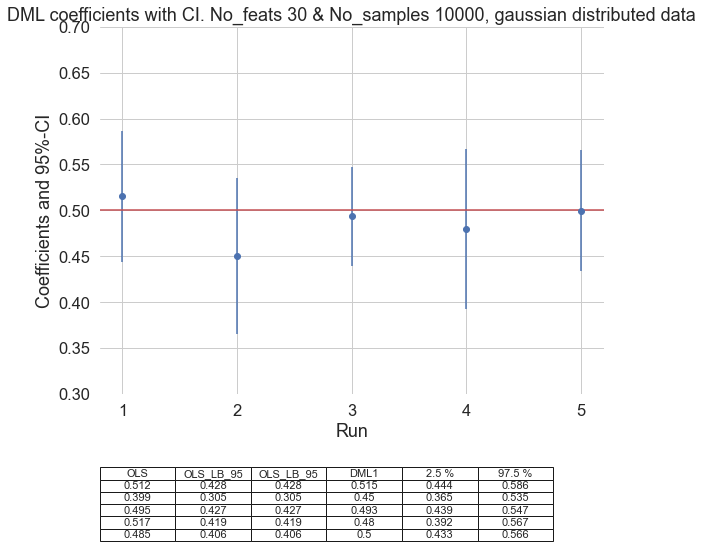 DML coefficients with CI. No_feats 30 & No_samples 10000, gaussian distributed data
0.70
0.65
0.60
0.55
0.50
0.45
0.40
0.35
0.30
Coefficients and 95%-CI
1 2 3 4 5
Run
OLS OLS_LB_95 OLS_LB_95 DML1 2.5 % 97.5 %
0.512 0.428 0.428 0.515 0.444 0.586
0.399 0.305 0.305 0.45 0.365 0.535
0.495 0.427 0.427 0.493 0.439 0.547
0.517 0.419 0.419 0.48 0.392 0.567
0.485 0.406 0.406 0.5 0.433 0.566